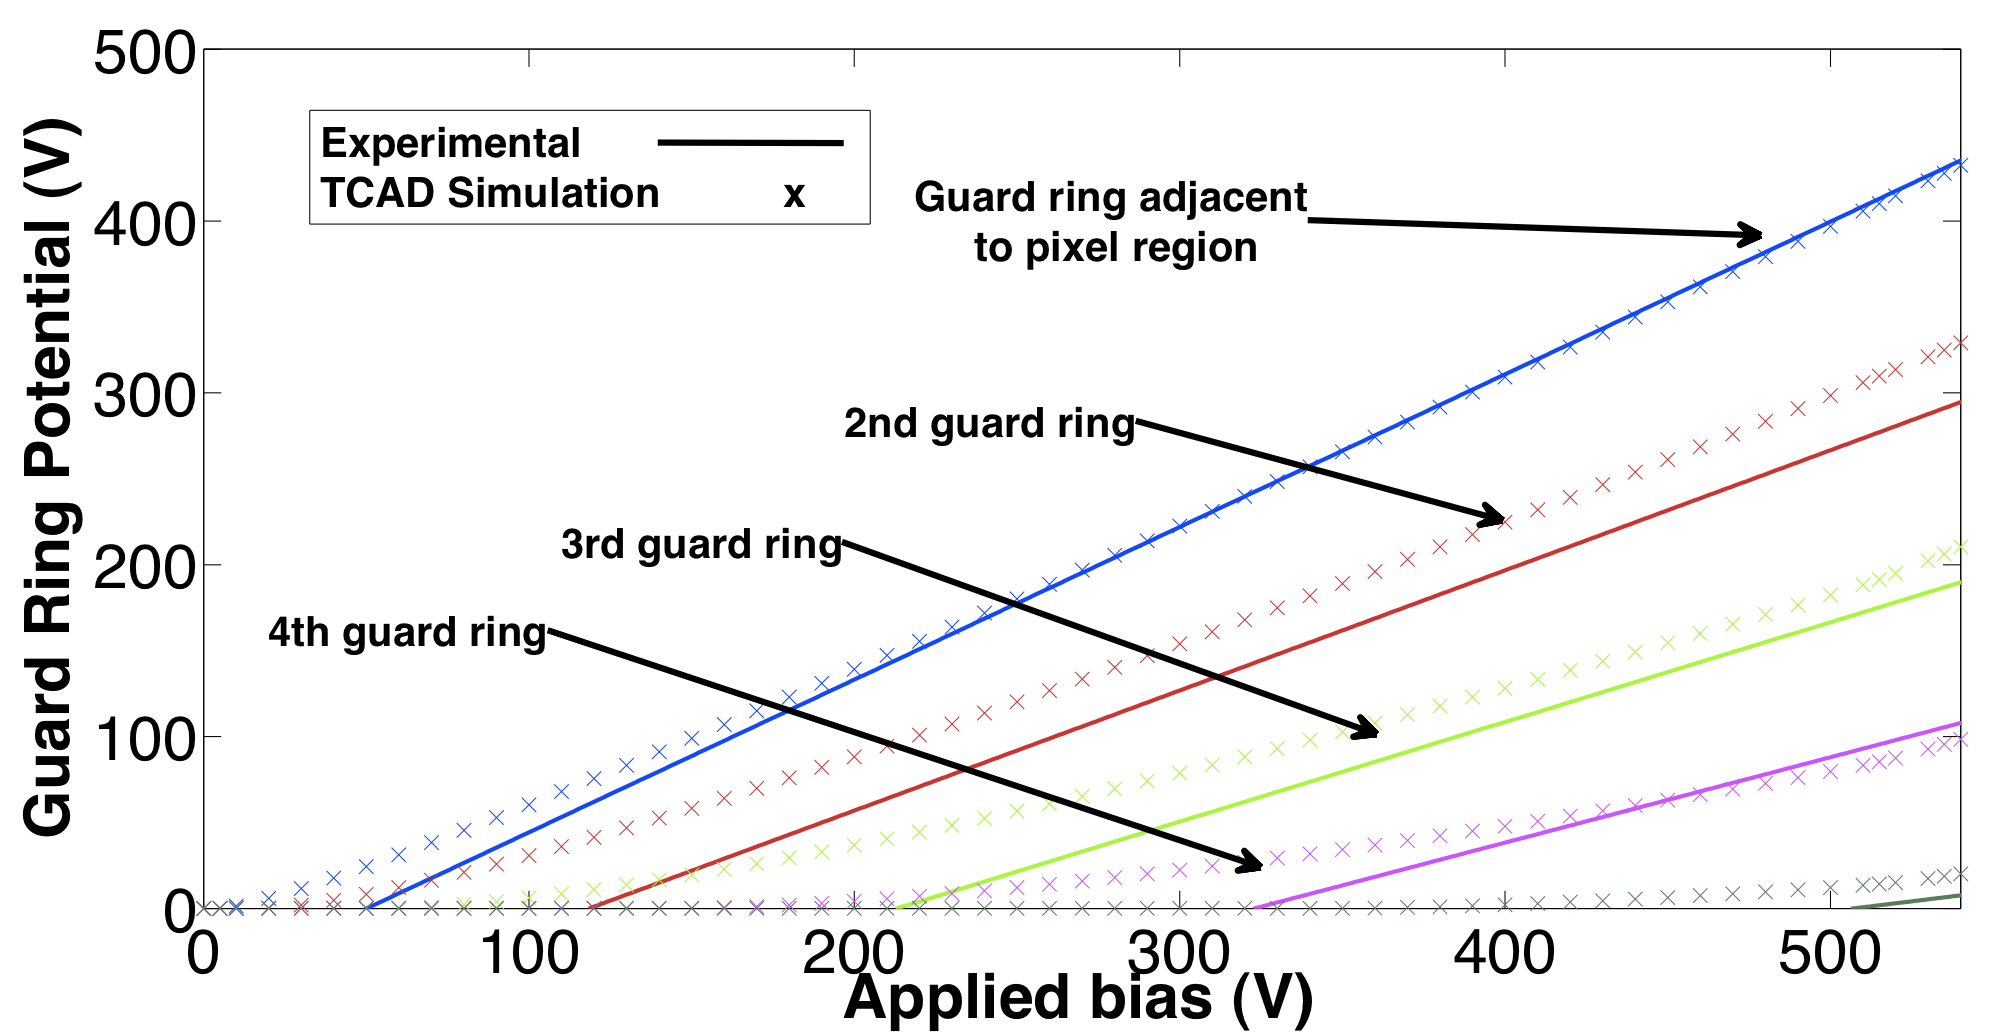 500
400
300
200
100
0
Guard Ring Potential (V)
Experimental
TCAD Simulation x
Guard ring adjacent
to pixel region
2nd guard ring
3rd guard ring
4th guard ring
0 100 200 300 400 500
Applied bias (V)